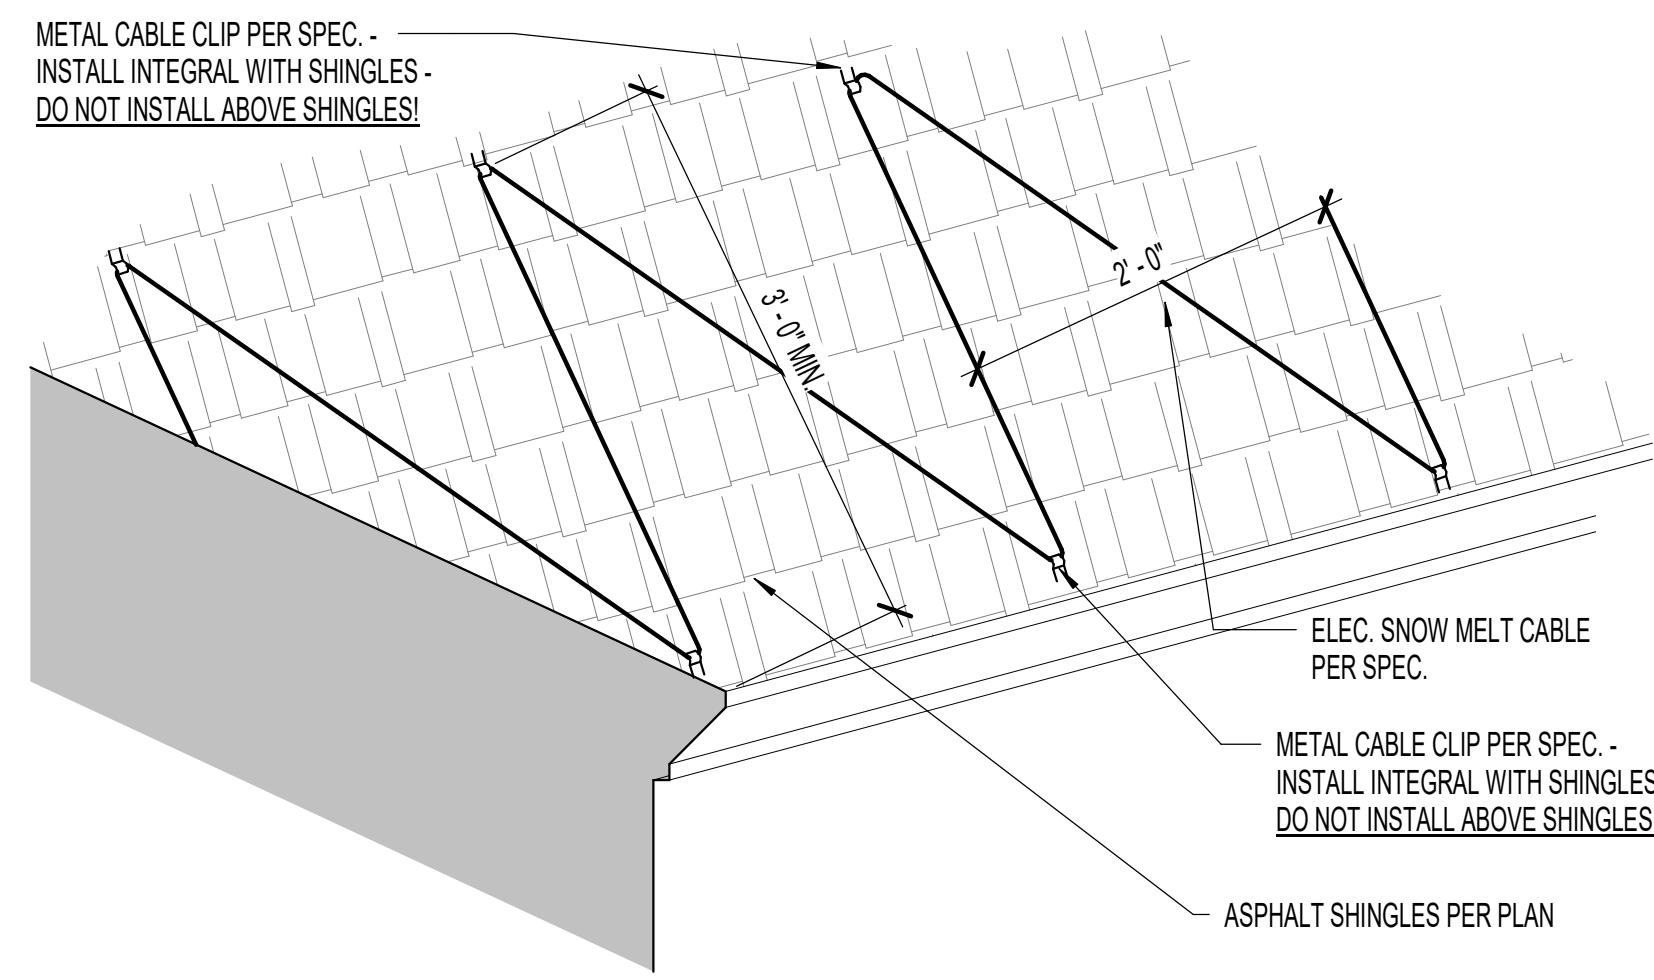 METAL CABLE CLIP PER SPEC. -
INSTALL INTEGRAL WITH SHINGLES -
DO NOT INSTALL ABOVE SHINGLES!
3' - 0" MIN.
2' - 0"
ELEC. SNOW MELT CABLE
PER SPEC.
METAL CABLE CLIP PER SPEC. -
INSTALL INTEGRAL WITH SHINGLES
DO NOT INSTALL ABOVE SHINGLES
ASPHALT SHINGLES PER PLAN